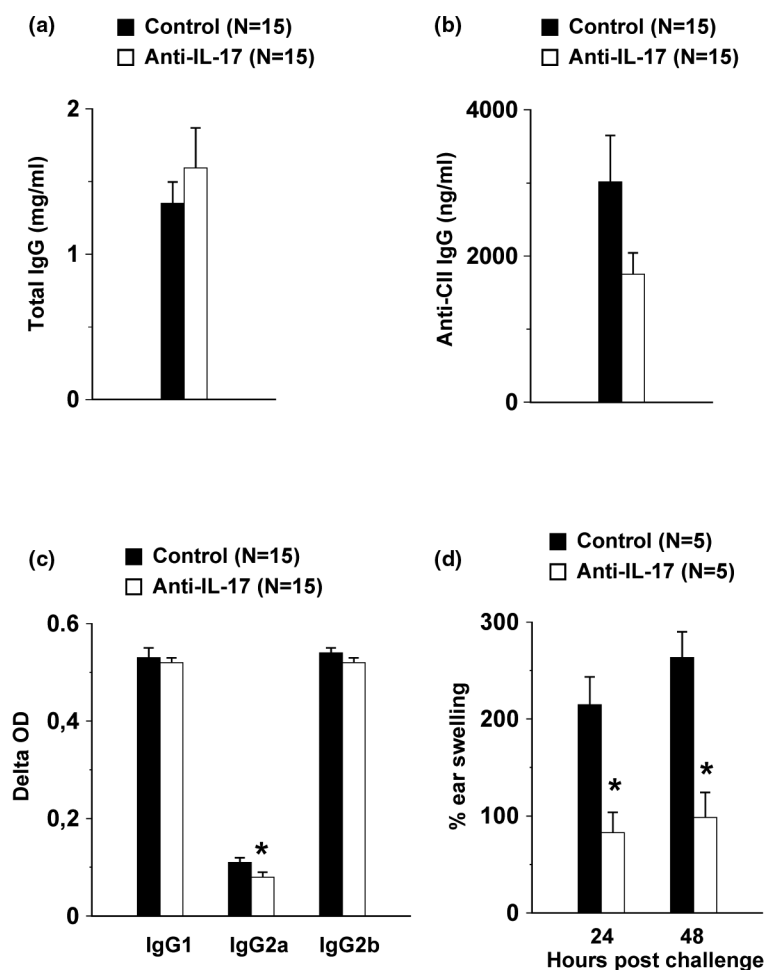 (a)
Control (N=15)
Anti-IL-17 (N=15)
2
1
0
Total IgG (mg/ml)
(b)
Control (N=15)
Anti-IL-17 (N=15)
4000
3000
2000
0
Anti-CII IgG (ng/ml)
(c)
Control (N=15)
Anti-IL-17 (N=15)
0.6
0,4
0,2
0
Delta OD
*
IgG1 IgG2a IgG2b
(d)
Control (N=5)
Anti-IL-17 (N=5)
300
200
100
0
% ear swelling
* *
24 48
Hours post challenge